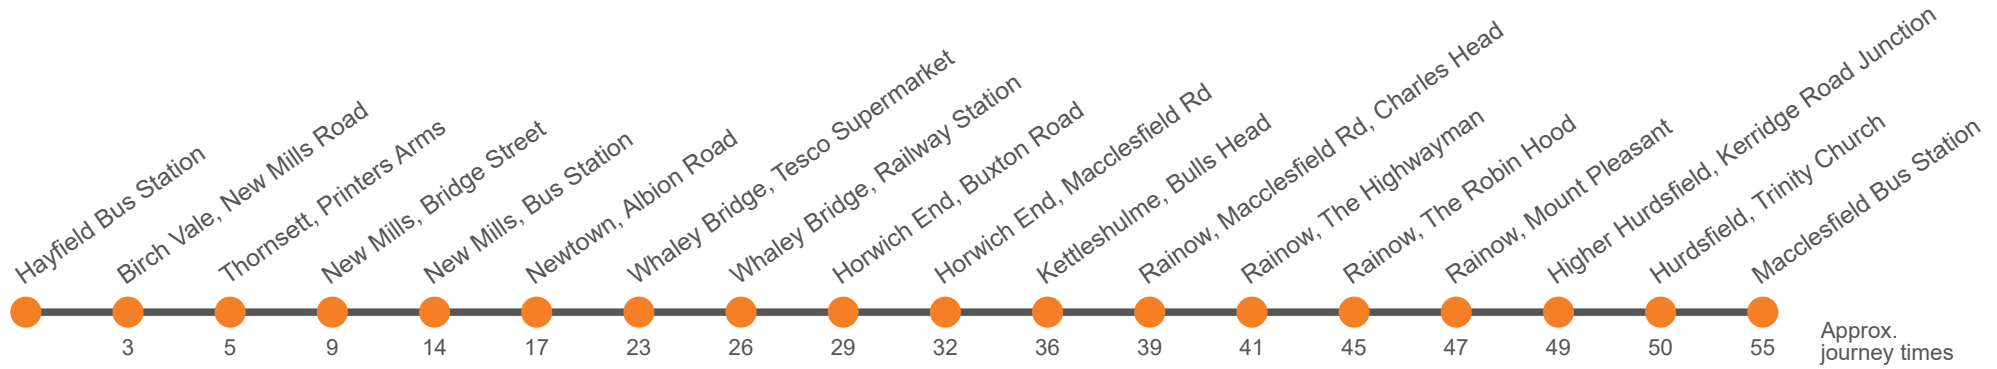 Hayfield Bus Station
Birch Vale, New Mills Road
Thornsett, Printers Arms
New Mills, Bridge Street
New Mills, Bus Station
Newtown, Albion Road
Whaley Bridge, Tesco Supermarket
Whaley Bridge, Railway Station
Horwich End, Buxton Road
Horwich End, Macclesfield Rd
Kettleshulme, Bulls Head
Rainow, Macclesfield Rd, Charles Head
Rainow, The Highwayman
Rainow, The Robin Hood
Rainow, Mount Pleasant
Higher Hurdsfield, Kerridge Road Junction
Hurdsfield, Trinity Church
Macclesfield Bus Station
3 5 9 14 17 23 26 29 32 36 39 41 45 47 49 50 55
Approx.
journey times